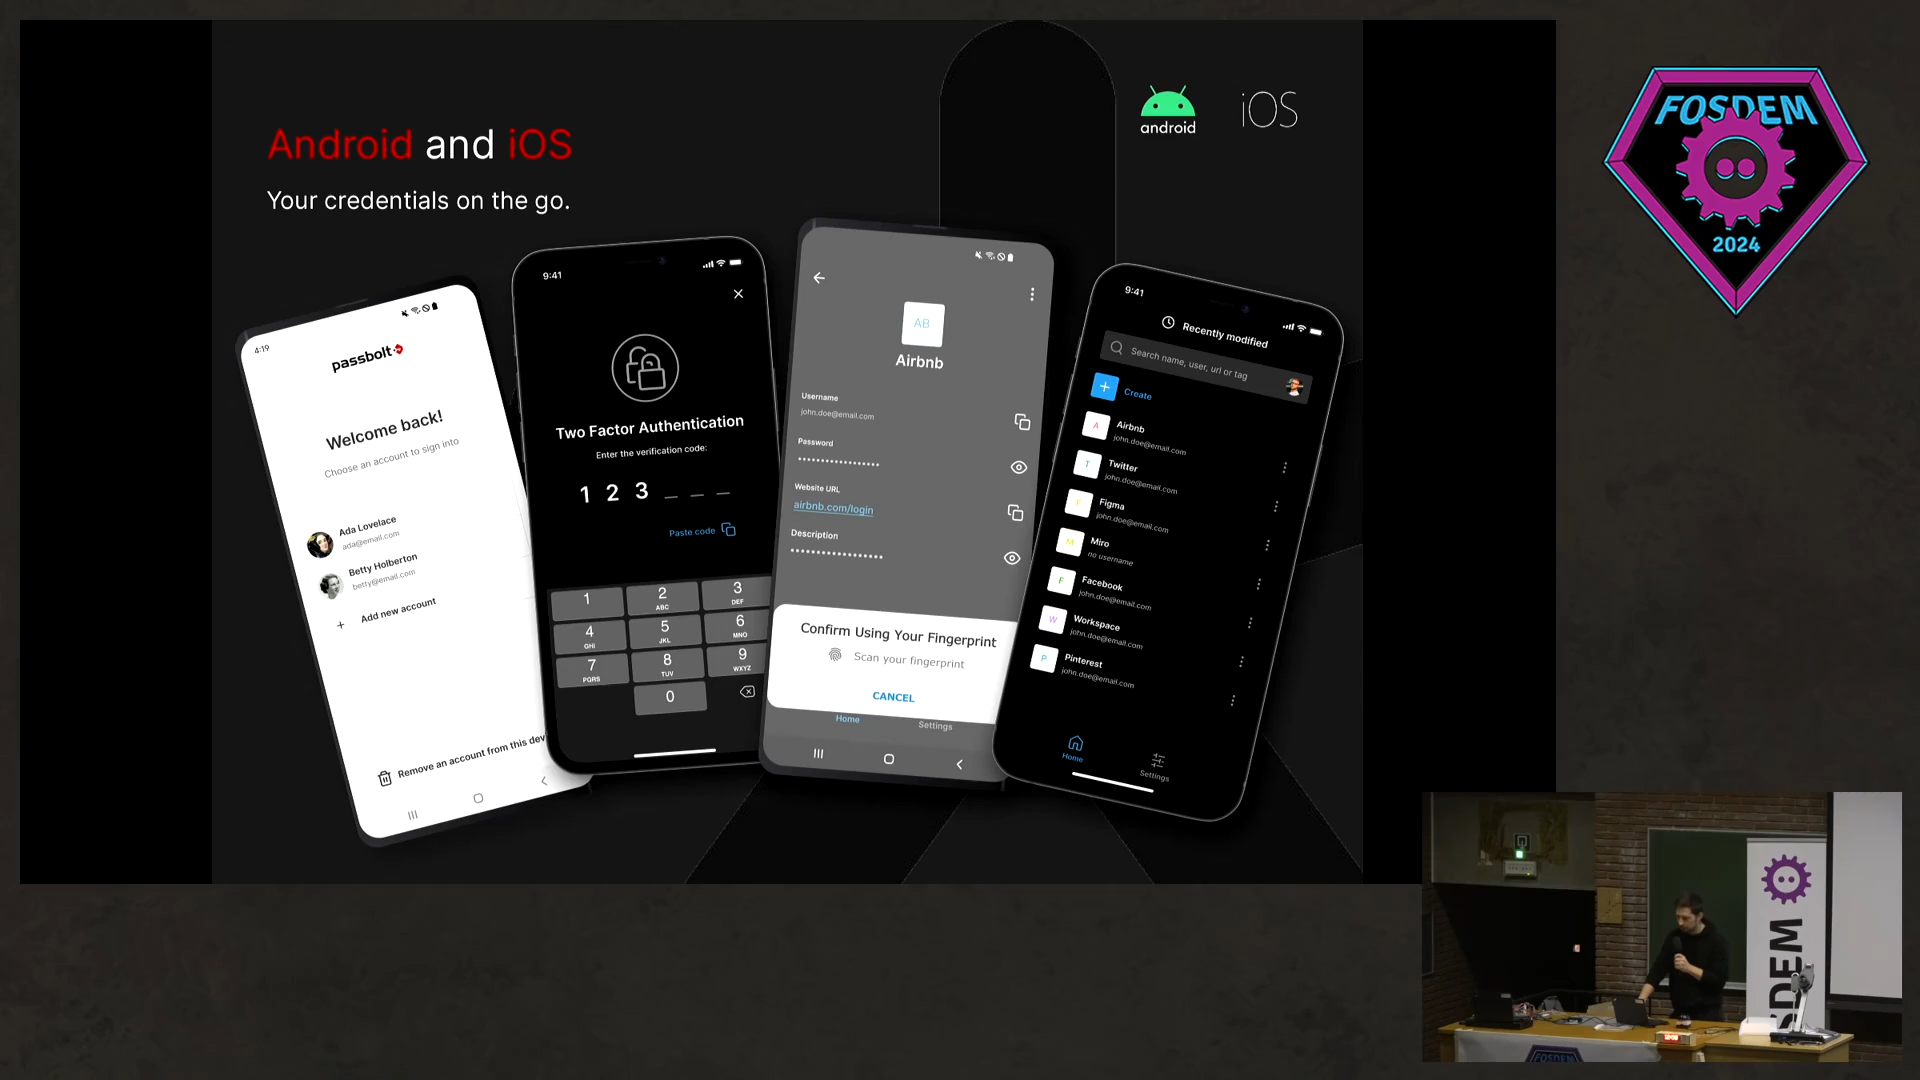 Android and iOS
Your credentials on the go.
android
iOS
FOSDEM
2024
4:19
passbolt
Welcome back!
Choose an account to sign into
Ada Lovelace
ada@email.com
Betty Holberton
betty@email.com
+ Add new account
Remove an account from this dev
9:41
Two Factor Authentication
Enter the verification code:
1 2 3 _ _ _
Paste code
1
2 ABC
3 DEF
4 GHI
5 JKL
6 MNO
7 PQRS
8 TUV
9 WXYZ
0
AB
Airbnb
Username
john.doe@email.com
Password
•••••••••••••••••
Website URL
airbnb.com/login
Description
•••••••••••••••••••
Confirm Using Your Fingerprint
Scan your fingerprint
CANCEL
Home
Settings
9:41
Recently modified
Search name, user, url or tag
+ Create
A
Airbnb
john.doe@email.com
T
Twitter
john.doe@email.com
Figma
john.doe@email.com
M
Miro
no username
F
Facebook
john.doe@email.com
W
Workspace
john.doe@email.com
P
Pinterest
john.doe@email.com
Home
Settings
SDEM
FOSDEM